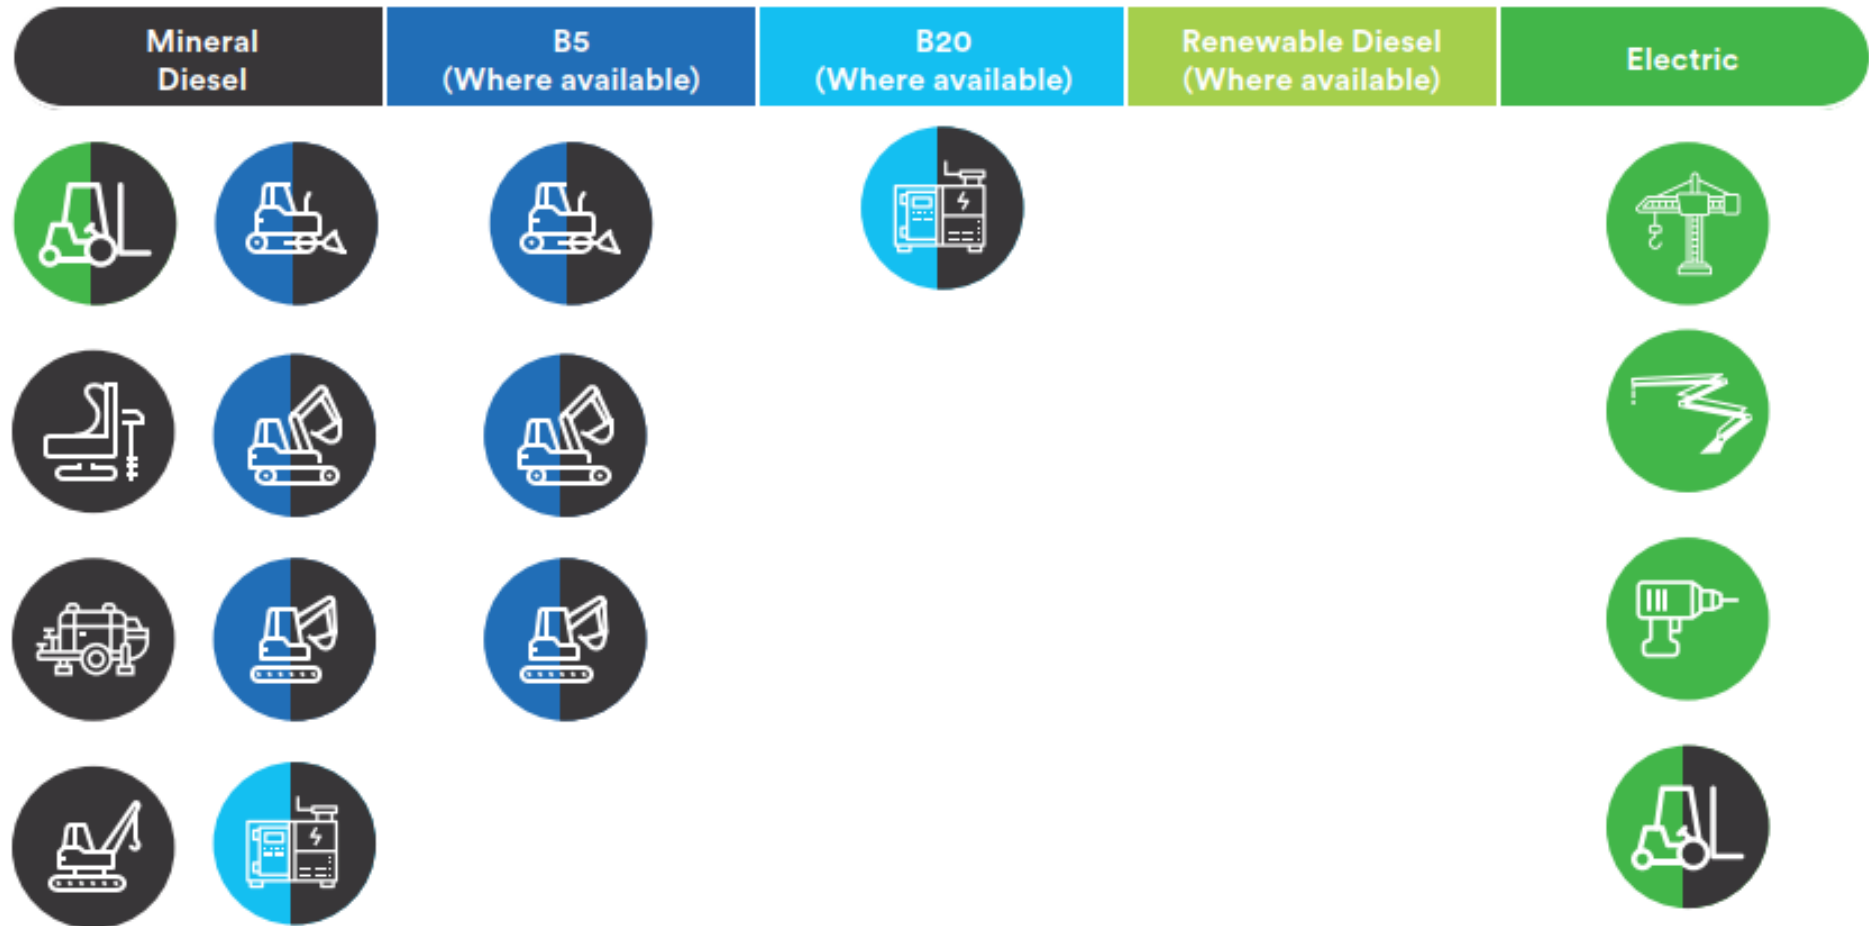 Mineral
Diesel
B5
(Where available)
B20
(Where available)
Renewable Diesel
(Where available)
Electric